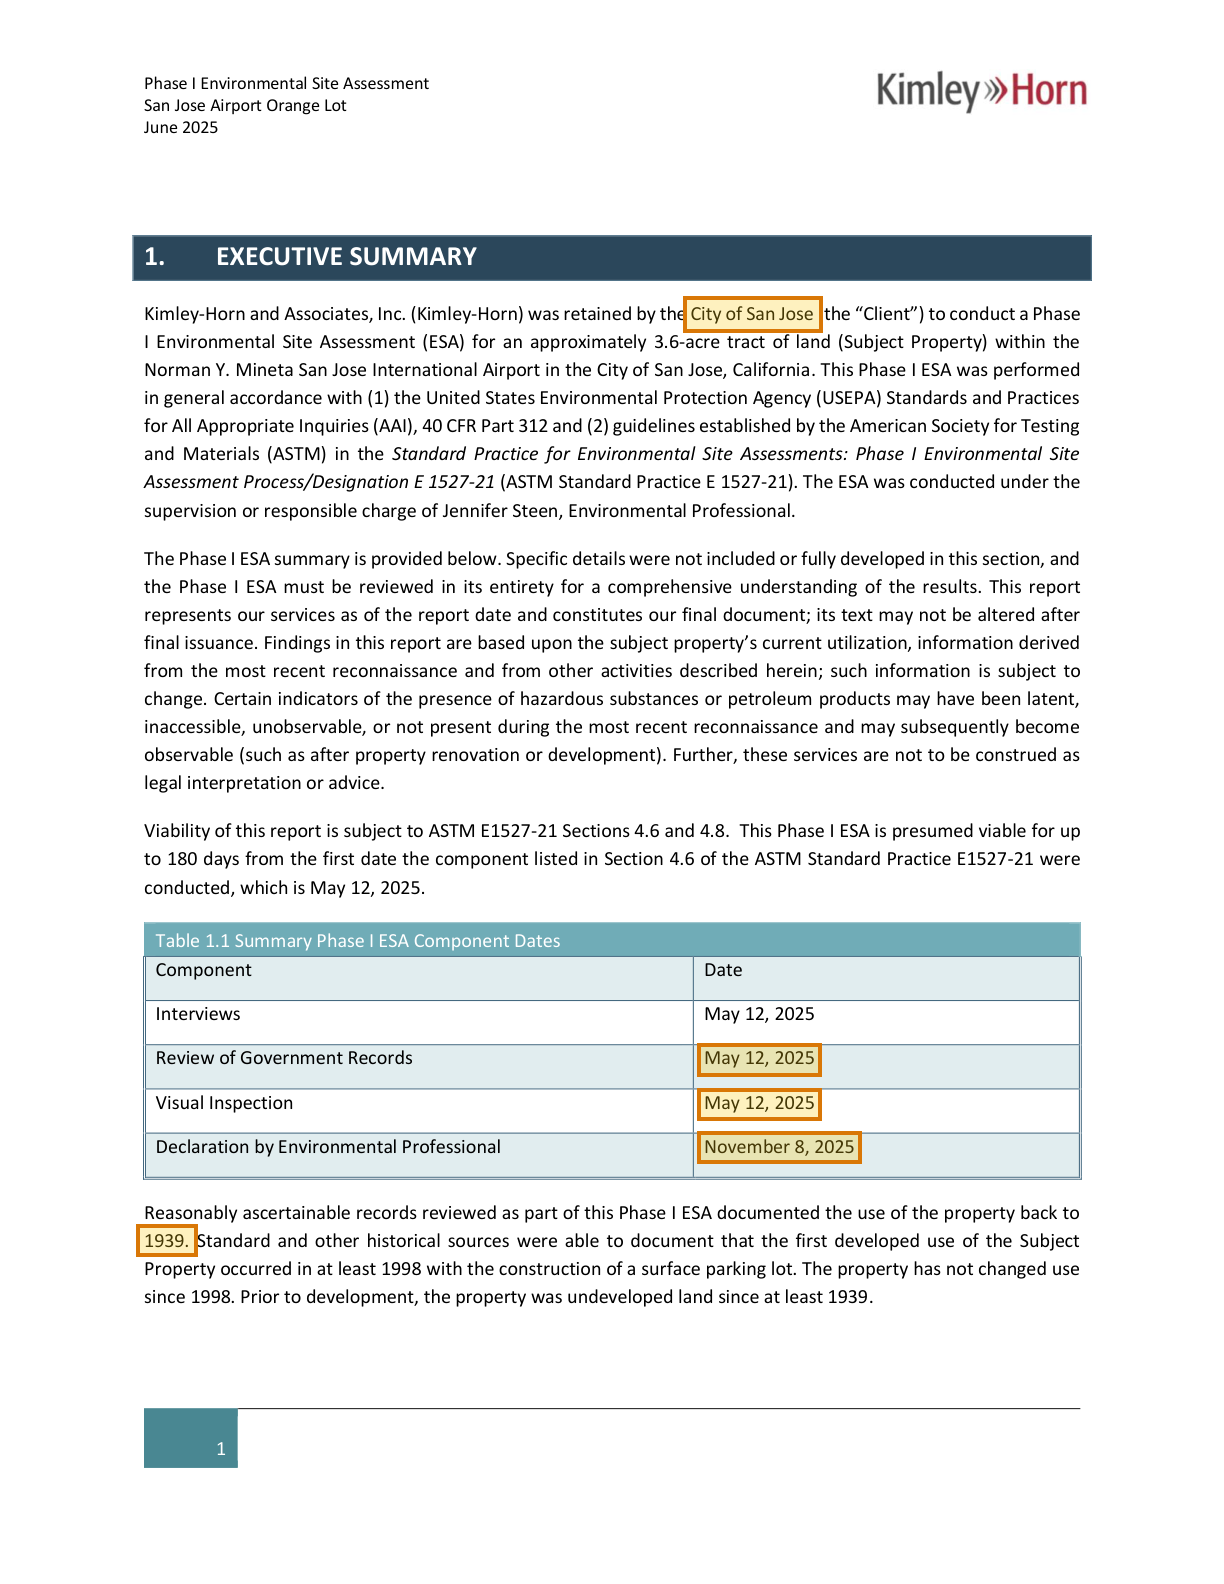 Phase I Environmental Site Assessment
San Jose Airport Orange Lot
June 2025
Kimley»Horn
1. EXECUTIVE SUMMARY
Kimley-Horn and Associates, Inc. (Kimley-Horn) was retained by the City of San Jose the “Client”) to conduct a Phase
I Environmental Site Assessment (ESA) for an approximately 3.6-acre tract of land (Subject Property) within the
Norman Y. Mineta San Jose International Airport in the City of San Jose, California. This Phase I ESA was performed
in general accordance with (1) the United States Environmental Protection Agency (USEPA) Standards and Practices
for All Appropriate Inquiries (AAI), 40 CFR Part 312 and (2) guidelines established by the American Society for Testing
and Materials (ASTM) in the Standard Practice for Environmental Site Assessments: Phase I Environmental Site
Assessment Process/Designation E 1527-21 (ASTM Standard Practice E 1527-21). The ESA was conducted under the
supervision or responsible charge of Jennifer Steen, Environmental Professional.
The Phase I ESA summary is provided below. Specific details were not included or fully developed in this section, and
the Phase I ESA must be reviewed in its entirety for a comprehensive understanding of the results. This report
represents our services as of the report date and constitutes our final document; its text may not be altered after
final issuance. Findings in this report are based upon the subject property’s current utilization, information derived
from the most recent reconnaissance and from other activities described herein; such information is subject to
change. Certain indicators of the presence of hazardous substances or petroleum products may have been latent,
inaccessible, unobservable, or not present during the most recent reconnaissance and may subsequently become
observable (such as after property renovation or development). Further, these services are not to be construed as
legal interpretation or advice.
Viability of this report is subject to ASTM E1527-21 Sections 4.6 and 4.8. This Phase I ESA is presumed viable for up
to 180 days from the first date the component listed in Section 4.6 of the ASTM Standard Practice E1527-21 were
conducted, which is May 12, 2025.
Table 1.1 Summary Phase I ESA Component Dates
Component Date
Interviews May 12, 2025
Review of Government Records May 12, 2025
Visual Inspection May 12, 2025
Declaration by Environmental Professional November 8, 2025
Reasonably ascertainable records reviewed as part of this Phase I ESA documented the use of the property back to
1939. Standard and other historical sources were able to document that the first developed use of the Subject
Property occurred in at least 1998 with the construction of a surface parking lot. The property has not changed use
since 1998. Prior to development, the property was undeveloped land since at least 1939.
1